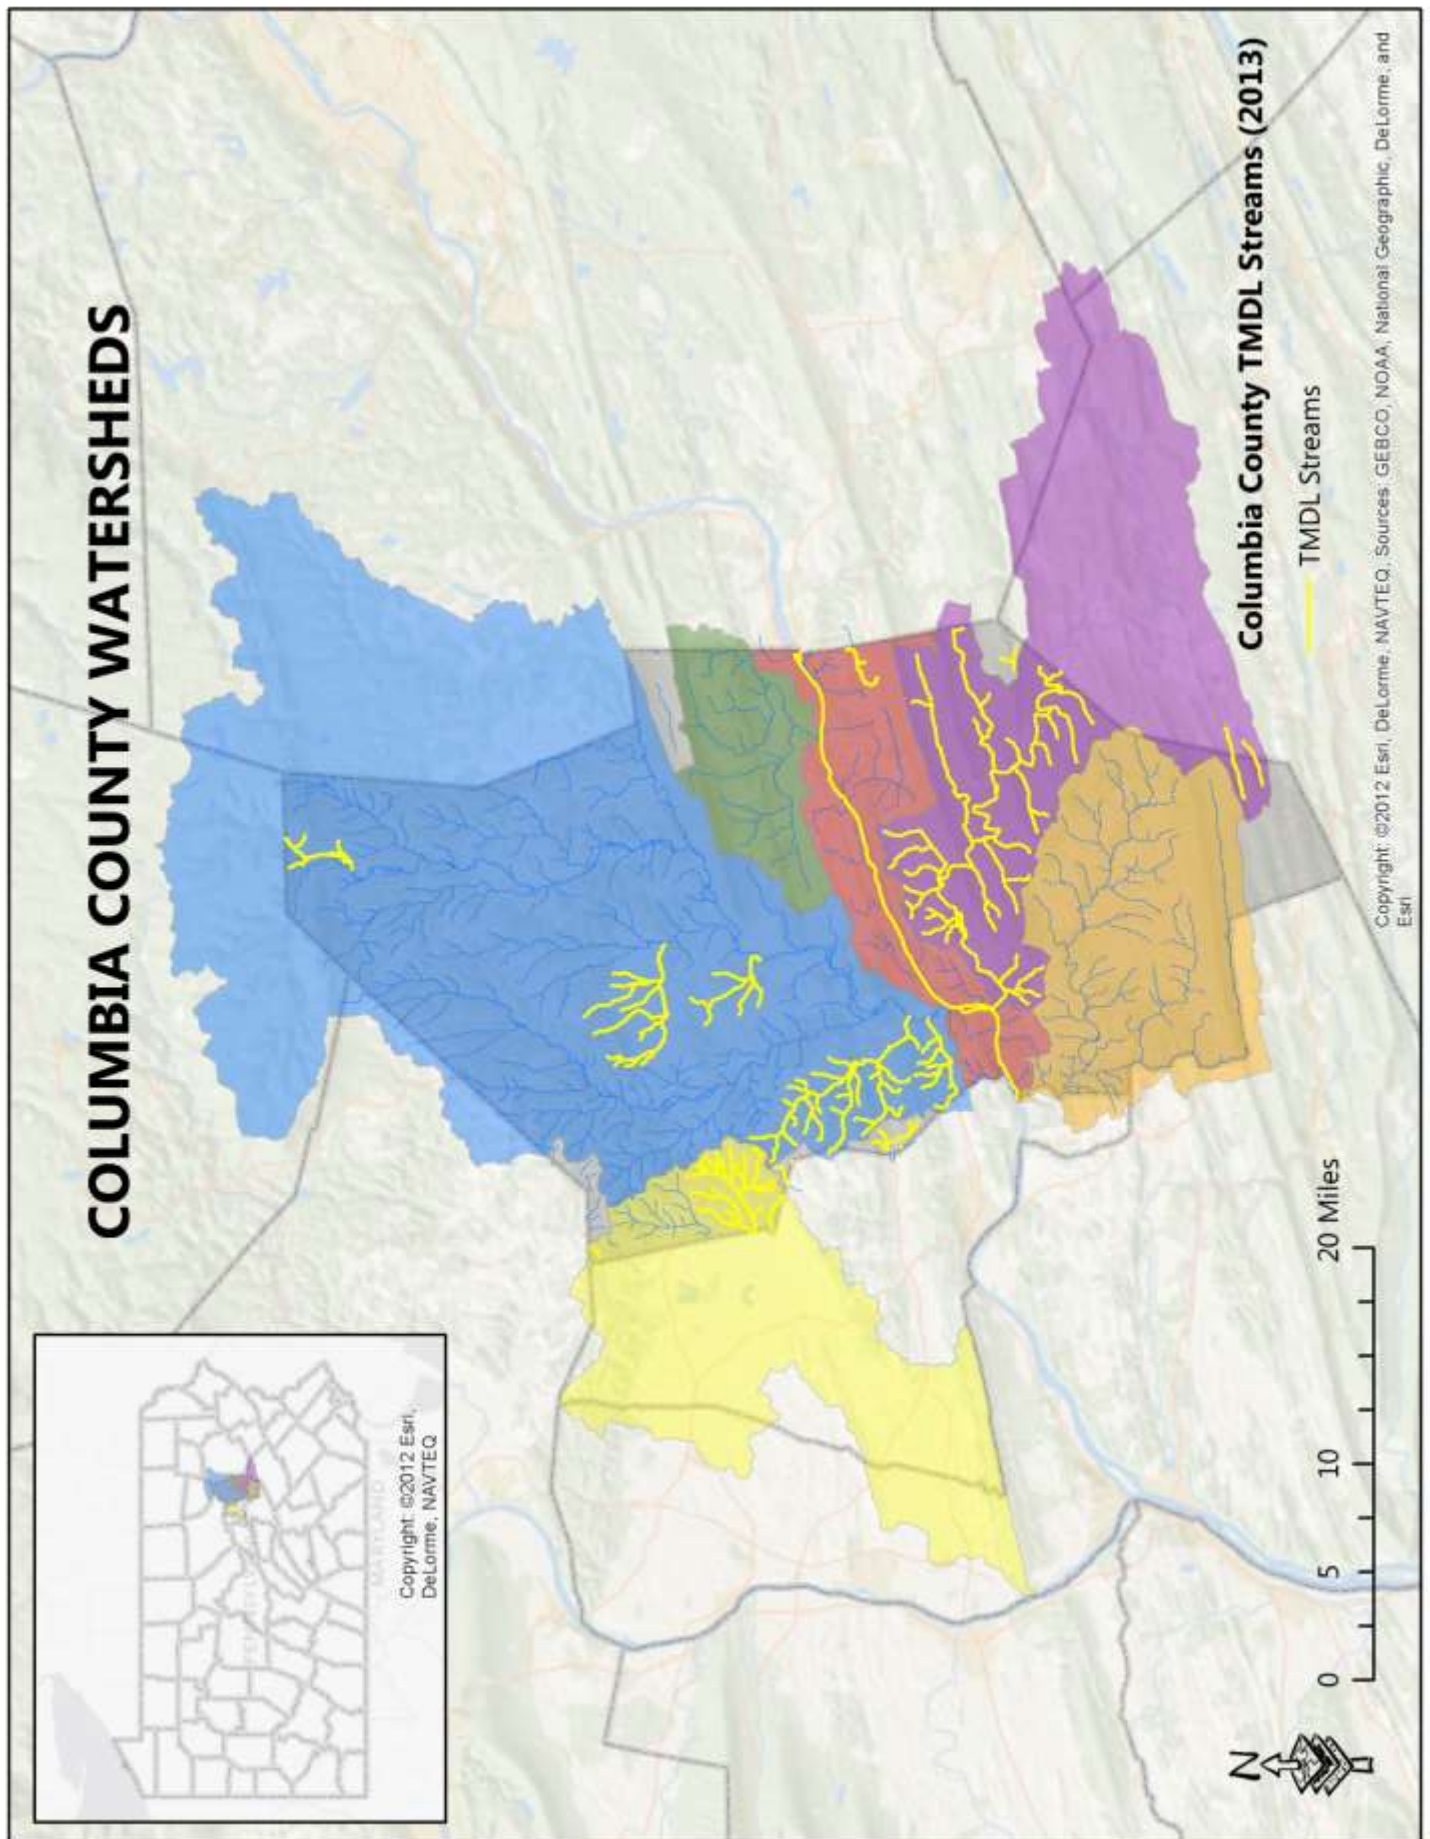 COLUMBIA COUNTY WATERSHEDS
MARYLAND
Copyright: ©2012 Esri,
DeLorme, NAVTEQ
N
0 5 10 20 Miles
Columbia County TMDL Streams (2013)
TMDL Streams
Copyright: ©2012 Esri, DeLorme, NAVTEQ, Sources: GEBCO, NOAA, National Geographic, DeLorme, and
Esri